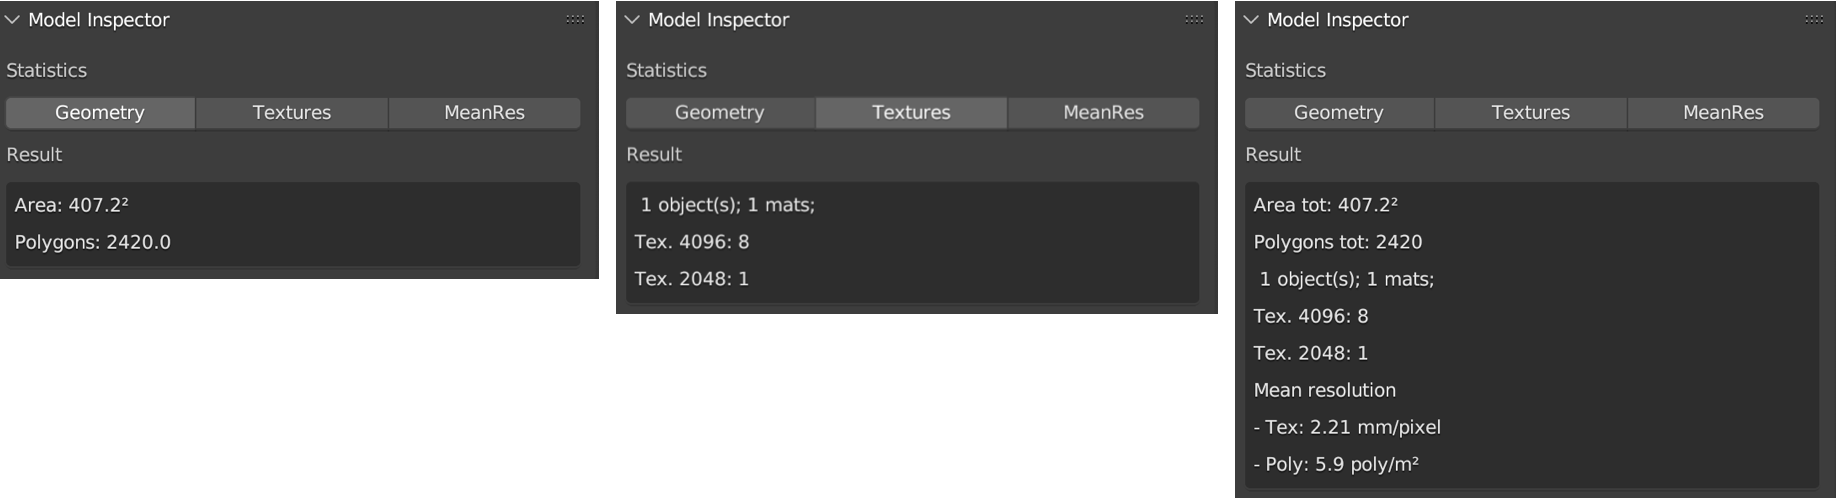 Model Inspector
Statistics
Geometry Textures MeanRes
Result
Area: 407.2²
Polygons: 2420.0
Model Inspector
Statistics
Geometry Textures MeanRes
Result
1 object(s); 1 mats;
Tex. 4096: 8
Tex. 2048: 1
Model Inspector
Statistics
Geometry Textures MeanRes
Result
Area tot: 407.2²
Polygons tot: 2420
1 object(s); 1 mats;
Tex. 4096: 8
Tex. 2048: 1
Mean resolution
- Tex: 2.21 mm/pixel
- Poly: 5.9 poly/m²